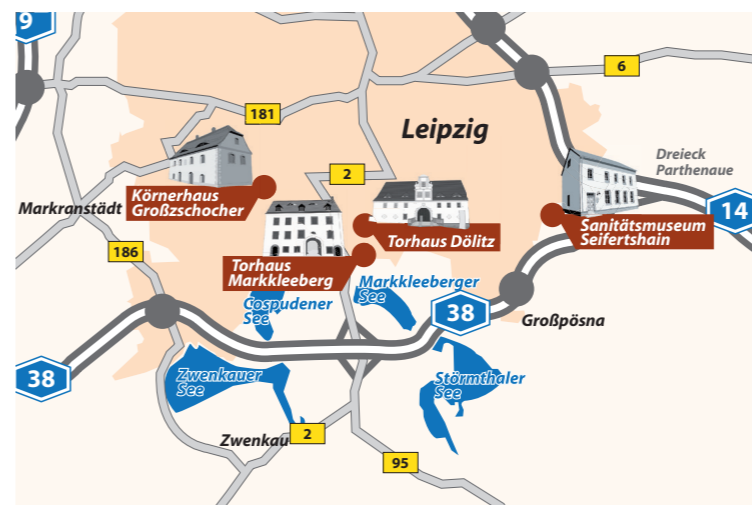 9
6
181
Leipzig
2
Dreieck
Parthenaue
Körnerhaus
Großzschocher
Markranstädt
14
Sanitätsmuseum
Seifertshain
Torhaus Dölitz
186
Torhaus
Markkleeberg
Markkleeberger
See
Cospudener
See
38
Großpösna
38
Zwenkauer
See
Störmthaler
See
Zwenkau
2
95